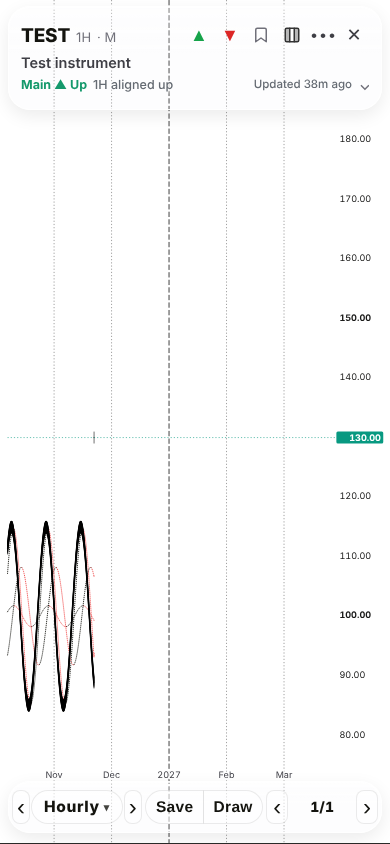 TEST 1H · M
Test instrument
Main ▲ Up 1H aligned up Updated 38m ago
180.00
170.00
160.00
150.00
140.00
130.00
120.00
110.00
100.00
90.00
80.00
Nov Dec 2027 Feb Mar
‹ Hourly ▾ › Save Draw ‹ 1/1 ›